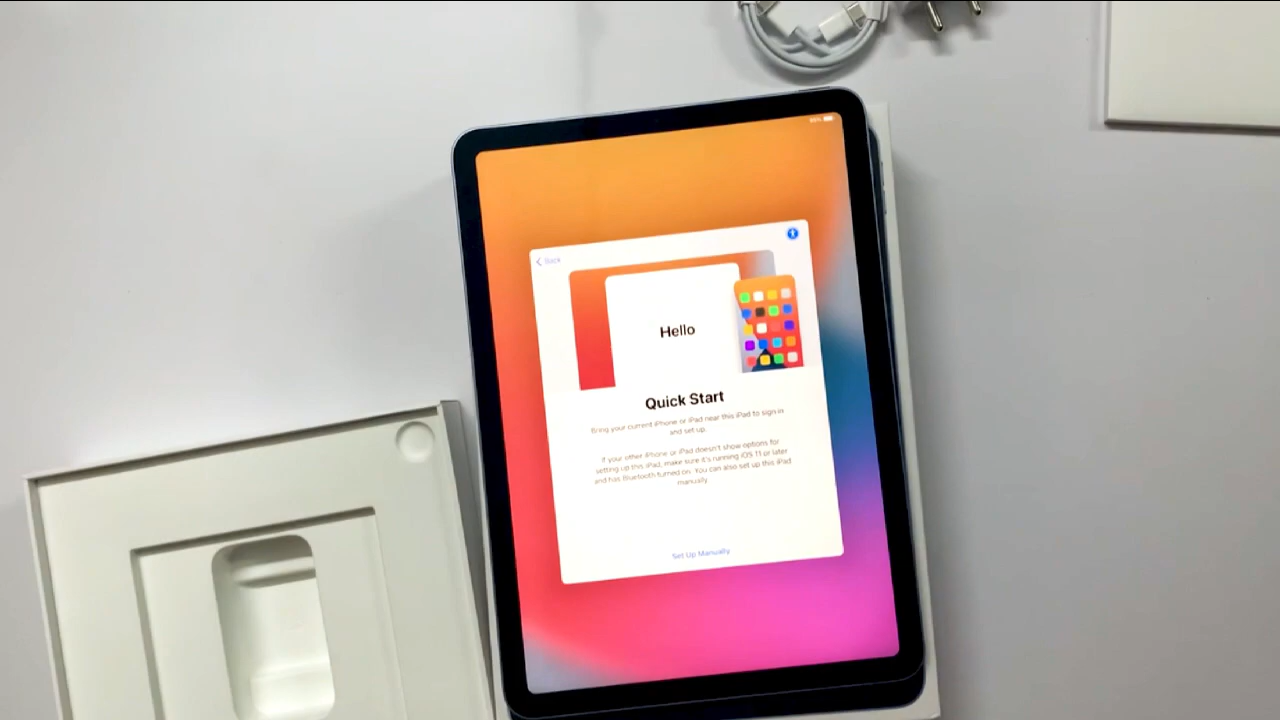 Back
Hello
Quick Start
Bring your current iPhone or iPad near this iPad to sign in
and set up.
If your other iPhone or iPad doesn't show options for
setting up this iPad, make sure it's running iOS 11 or later
and has Bluetooth turned on. You can also set up this iPad
manually.
Set Up Manually